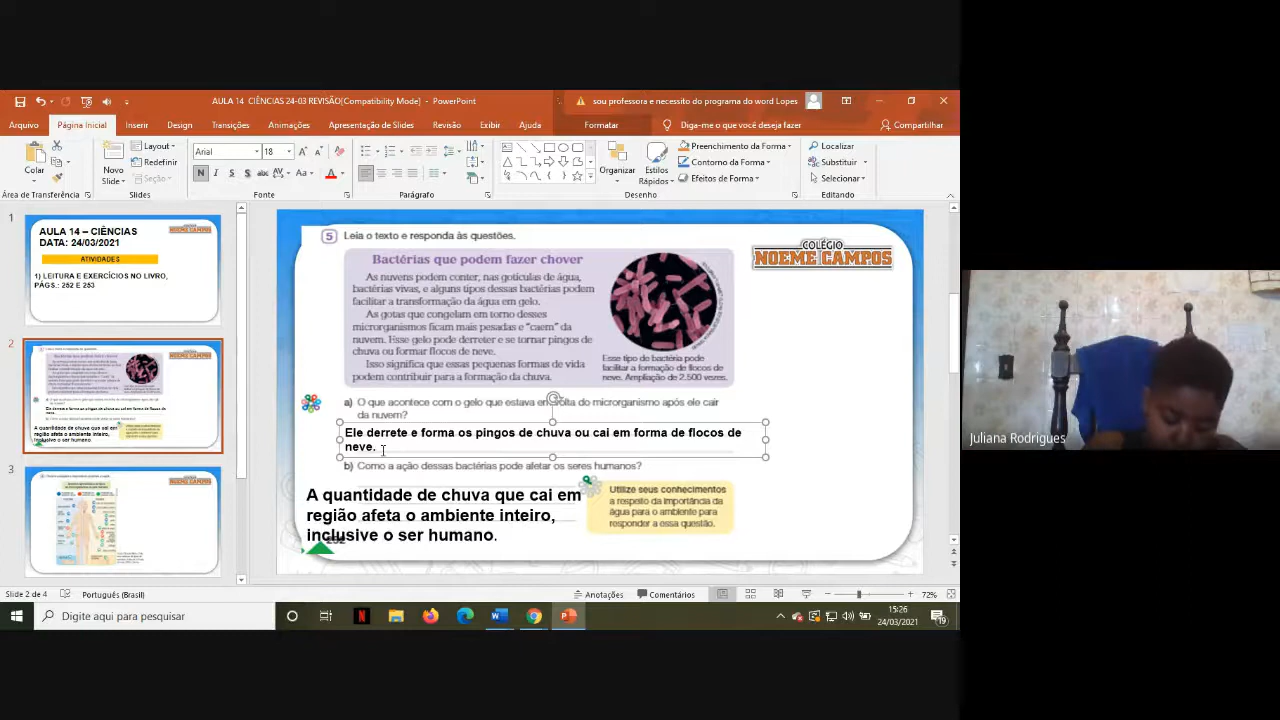 AULA 14 CIÊNCIAS 24-03 REVISÃO[Compatibility Mode] - PowerPoint
sou professora e necessito do programa do word Lopes
Arquivo Página Inicial Inserir Design Transições Animações Apresentação de Slides Revisão Exibir Ajuda Formatar Diga-me o que você deseja fazer Compartilhar
Colar
Novo Slide
Layout
Redefinir
Seção
Arial 18
N I S S abc AV Aa A
Organizar
Estilos Rápidos
Preenchimento da Forma
Contorno da Forma
Efeitos de Forma
Localizar
Substituir
Selecionar
Área de Transferência Slides Fonte Parágrafo Desenho Editando
1
AULA 14 – CIÊNCIAS
DATA: 24/03/2021
ATIVIDADES
1) LEITURA E EXERCÍCIOS NO LIVRO,
PÁGS.: 252 E 253
NOEME CAMPOS
2
3
5 Leia o texto e responda às questões.
Bactérias que podem fazer chover
As nuvens podem conter, nas gotículas de água,
bactérias vivas, e alguns tipos dessas bactérias podem
facilitar a transformação da água em gelo.
As gotas que congelam em torno desses
microrganismos ficam mais pesadas e “caem” da
nuvem. Esse gelo pode derreter e se tornar pingos de
chuva ou formar flocos de neve.
Isso significa que essas pequenas formas de vida
podem contribuir para a formação da chuva.
Esse tipo de bactéria pode
facilitar a formação de flocos de
neve. Ampliação de 2.500 vezes.
COLÉGIO
NOEME CAMPOS
a) O que acontece com o gelo que estava em volta do microrganismo após ele cair
da nuvem?
Ele derrete e forma os pingos de chuva ou cai em forma de flocos de
neve.
b) Como a ação dessas bactérias pode afetar os seres humanos?
A quantidade de chuva que cai em
região afeta o ambiente inteiro,
inclusive o ser humano.
Utilize seus conhecimentos
a respeito da importância da
água para o ambiente para
responder a essa questão.
252
Slide 2 de 4 Português (Brasil) Anotações Comentários 72%
Digite aqui para pesquisar
15:26
24/03/2021
19
Juliana Rodrigues